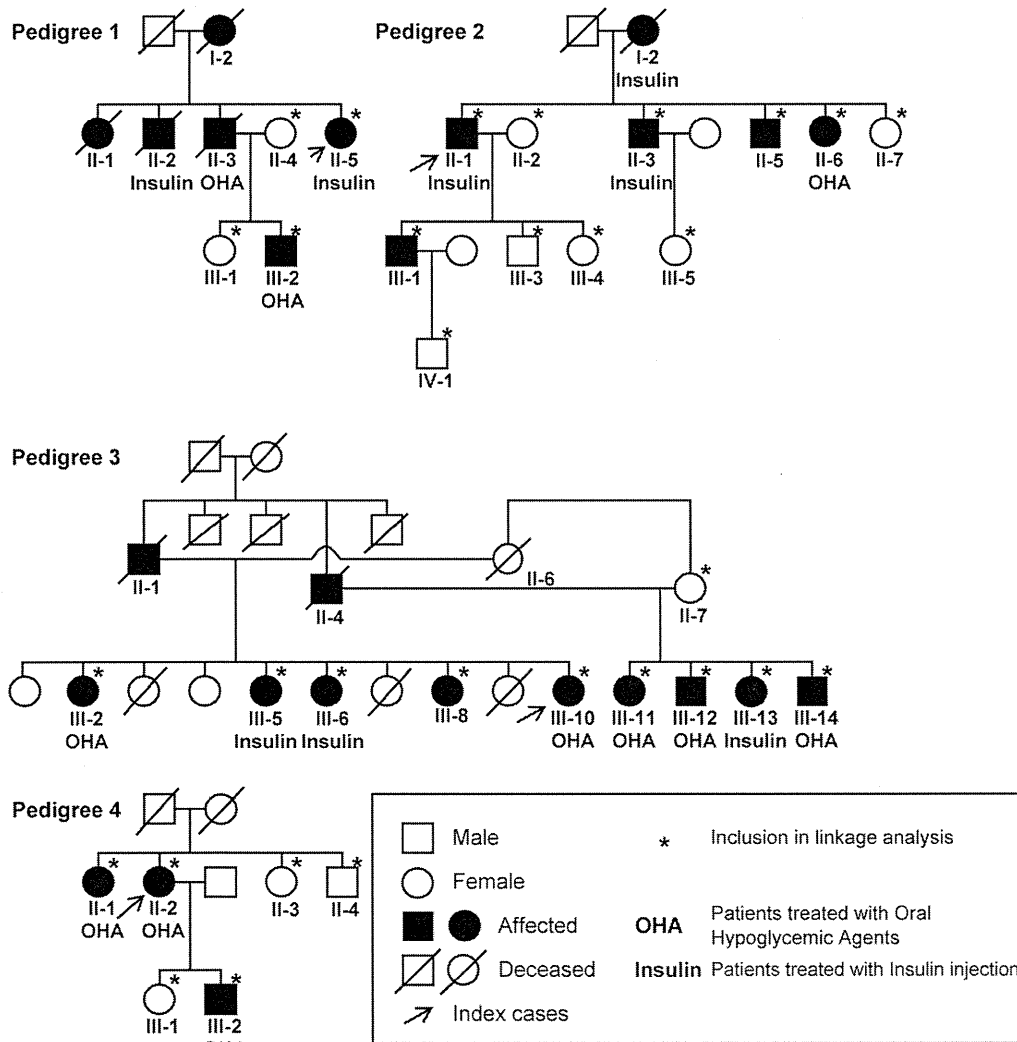 Pedigree 1
I-2
* *
II-1 II-2 II-3 II-4 II-5
Insulin OHA Insulin
* *
III-1 III-2
OHA
Pedigree 2
I-2
Insulin
* * * * * *
II-1 II-2 II-3 II-5 II-6 II-7
Insulin Insulin OHA
* * * *
III-1 III-3 III-4 III-5
*
IV-1
Pedigree 3
II-1 II-4 II-6 II-7 *
* * * * * * * * *
III-2 III-5 III-6 III-8 III-10 III-11 III-12 III-13 III-14
OHA Insulin Insulin OHA OHA OHA Insulin OHA
Pedigree 4
* * * *
II-1 II-2 II-3 II-4
OHA OHA
* *
III-1 III-2
Male
Female
Affected
Deceased
Index cases
* Inclusion in linkage analysis
OHA Patients treated with Oral
Hypoglycemic Agents
Insulin Patients treated with Insulin injection